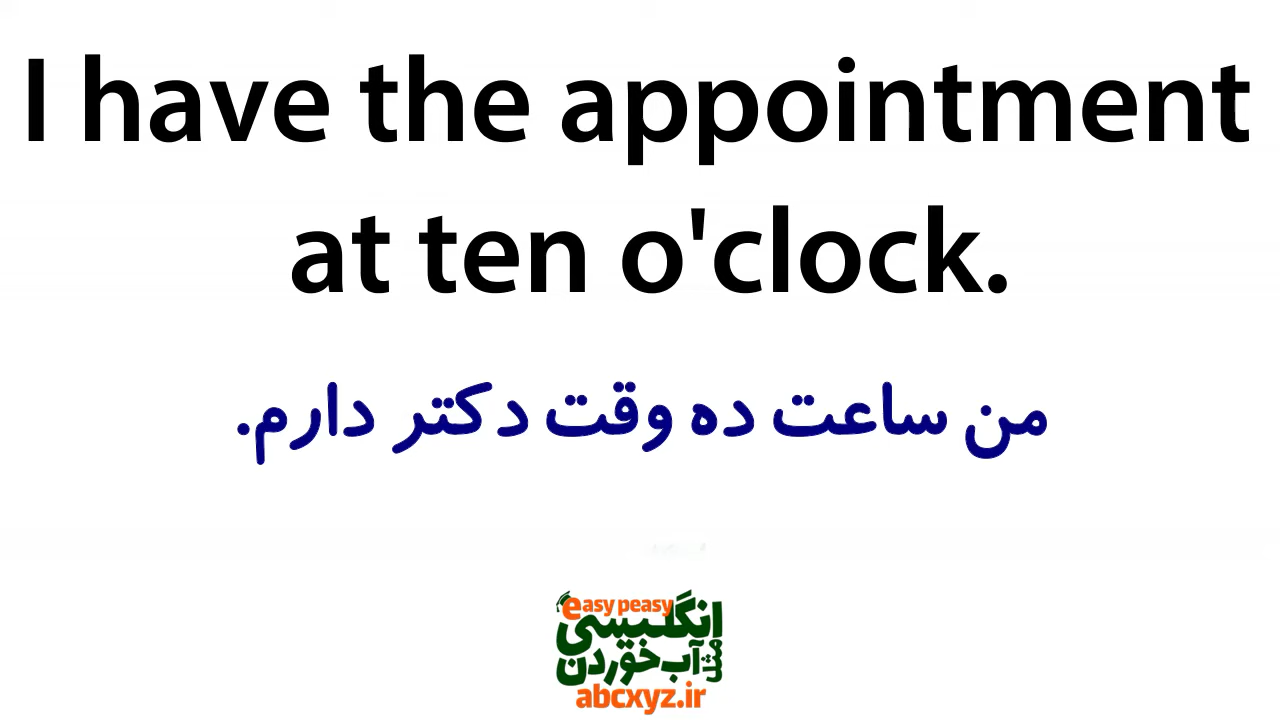 I have the appointment
at ten o'clock.
من ساعت ده وقت دکتر دارم.
easy peasy
انگلیسی
مثل آب خوردن
abcxyz.ir